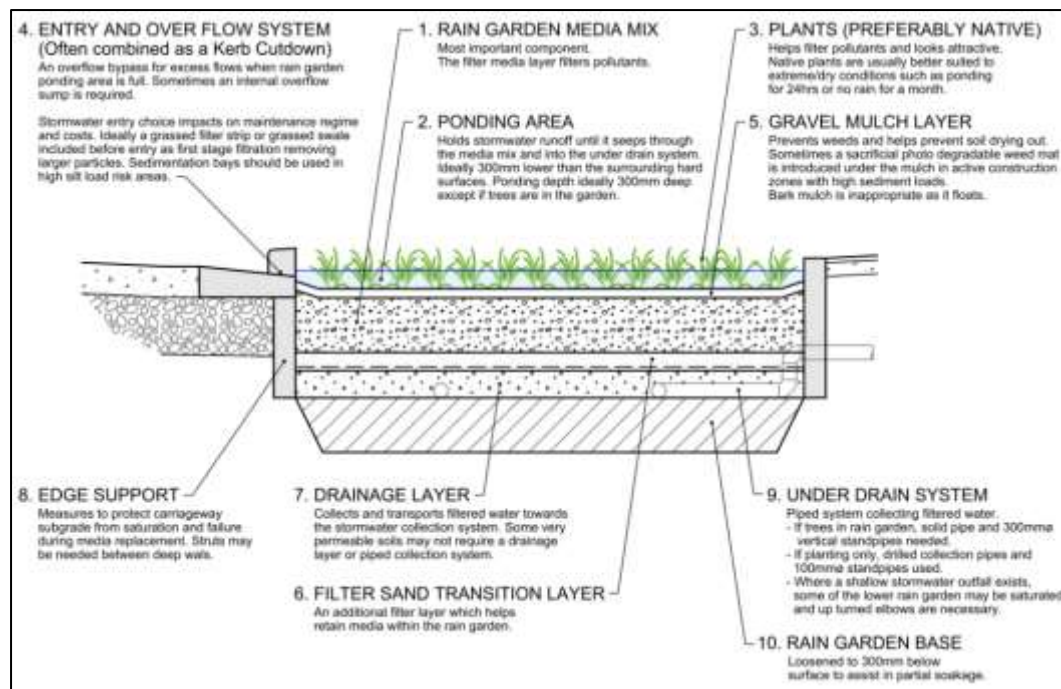 4. ENTRY AND OVER FLOW SYSTEM
(Often combined as a Kerb Cutdown)
An overflow bypass for excess flows when rain garden
ponding area is full. Sometimes an internal overflow
sump is required.
Stormwater entry choice impacts on maintenance regime
and costs. Ideally a grassed filter strip or grassed swale
included before entry as first stage filtration removing
larger particles. Sedimentation bays should be used in
high silt load risk areas.
1. RAIN GARDEN MEDIA MIX
Most important component.
The filter media layer filters pollutants.
2. PONDING AREA
Holds stormwater runoff until it seeps through
the media mix and into the under drain system.
Ideally 300mm lower than the surrounding hard
surfaces. Ponding depth ideally 300mm deep
except if trees are in the garden.
3. PLANTS (PREFERABLY NATIVE)
Helps filter pollutants and looks attractive.
Native plants are usually better suited to
extreme/dry conditions such as ponding
for 24hrs or no rain for a month.
5. GRAVEL MULCH LAYER
Prevents weeds and helps prevent soil drying out.
Sometimes a sacrificial photo degradable weed mat
is introduced under the mulch in active construction
zones with high sediment loads.
Bark mulch is inappropriate as it floats.
8. EDGE SUPPORT
Measures to protect carriageway
subgrade from saturation and failure
during media replacement. Struts may
be needed between deep wals.
7. DRAINAGE LAYER
Collects and transports filtered water towards
the stormwater collection system. Some very
permeable soils may not require a drainage
layer or piped collection system.
6. FILTER SAND TRANSITION LAYER
An additional filter layer which helps
retain media within the rain garden.
9. UNDER DRAIN SYSTEM
Piped system collecting filtered water.
- If trees in rain garden, solid pipe and 300mmø
vertical standpipes needed.
- If planting only, drilled collection pipes and
100mmø standpipes used.
- Where a shallow stormwater outfall exists,
some of the lower rain garden may be saturated
and up turned elbows are necessary.
10. RAIN GARDEN BASE
Loosened to 300mm below
surface to assist in partial soakage.